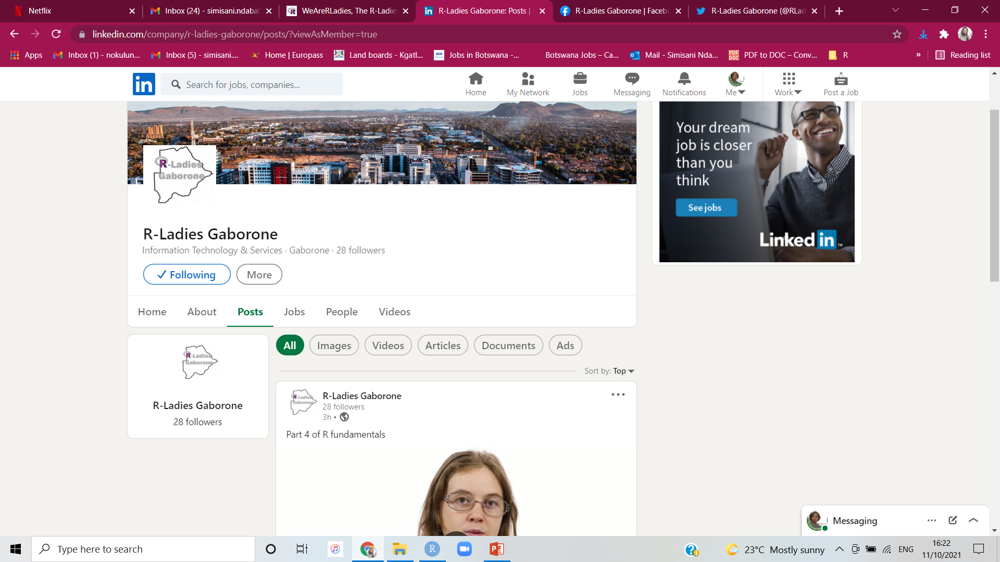 Netflix
Inbox (24) - simisani.ndaba
WeAreRLadies, The R-Ladie
R-Ladies Gaborone: Posts |
R-Ladies Gaborone | Faceb
R-Ladies Gaborone (@RLad
linkedin.com/company/r-ladies-gaborone/posts/?viewAsMember=true
Apps
Inbox (1) - nokulun...
Inbox (5) - simisani....
Home | Europass
Land boards - Kgatl...
Jobs in Botswana -...
Botswana Jobs – Ca...
Mail - Simisani Nda...
PDF to DOC – Conv...
R
»
Reading list
in
Search for jobs, companies...
Home
My Network
Jobs
Messaging
Notifications
Me
Work
Post a Job
R-Ladies
Gaborone
Your dream
job is closer
than you
think
See jobs
Linked in
R-Ladies Gaborone
Information Technology & Services · Gaborone · 28 followers
Following
More
Home
About
Posts
Jobs
People
Videos
R-Ladies
Gaborone
R-Ladies Gaborone
28 followers
All
Images
Videos
Articles
Documents
Ads
Sort by: Top
R-Ladies
Gaborone
R-Ladies Gaborone
28 followers
3h •
Part 4 of R fundamentals
Messaging
Type here to search
23°C Mostly sunny
ENG
16:22
11/10/2021